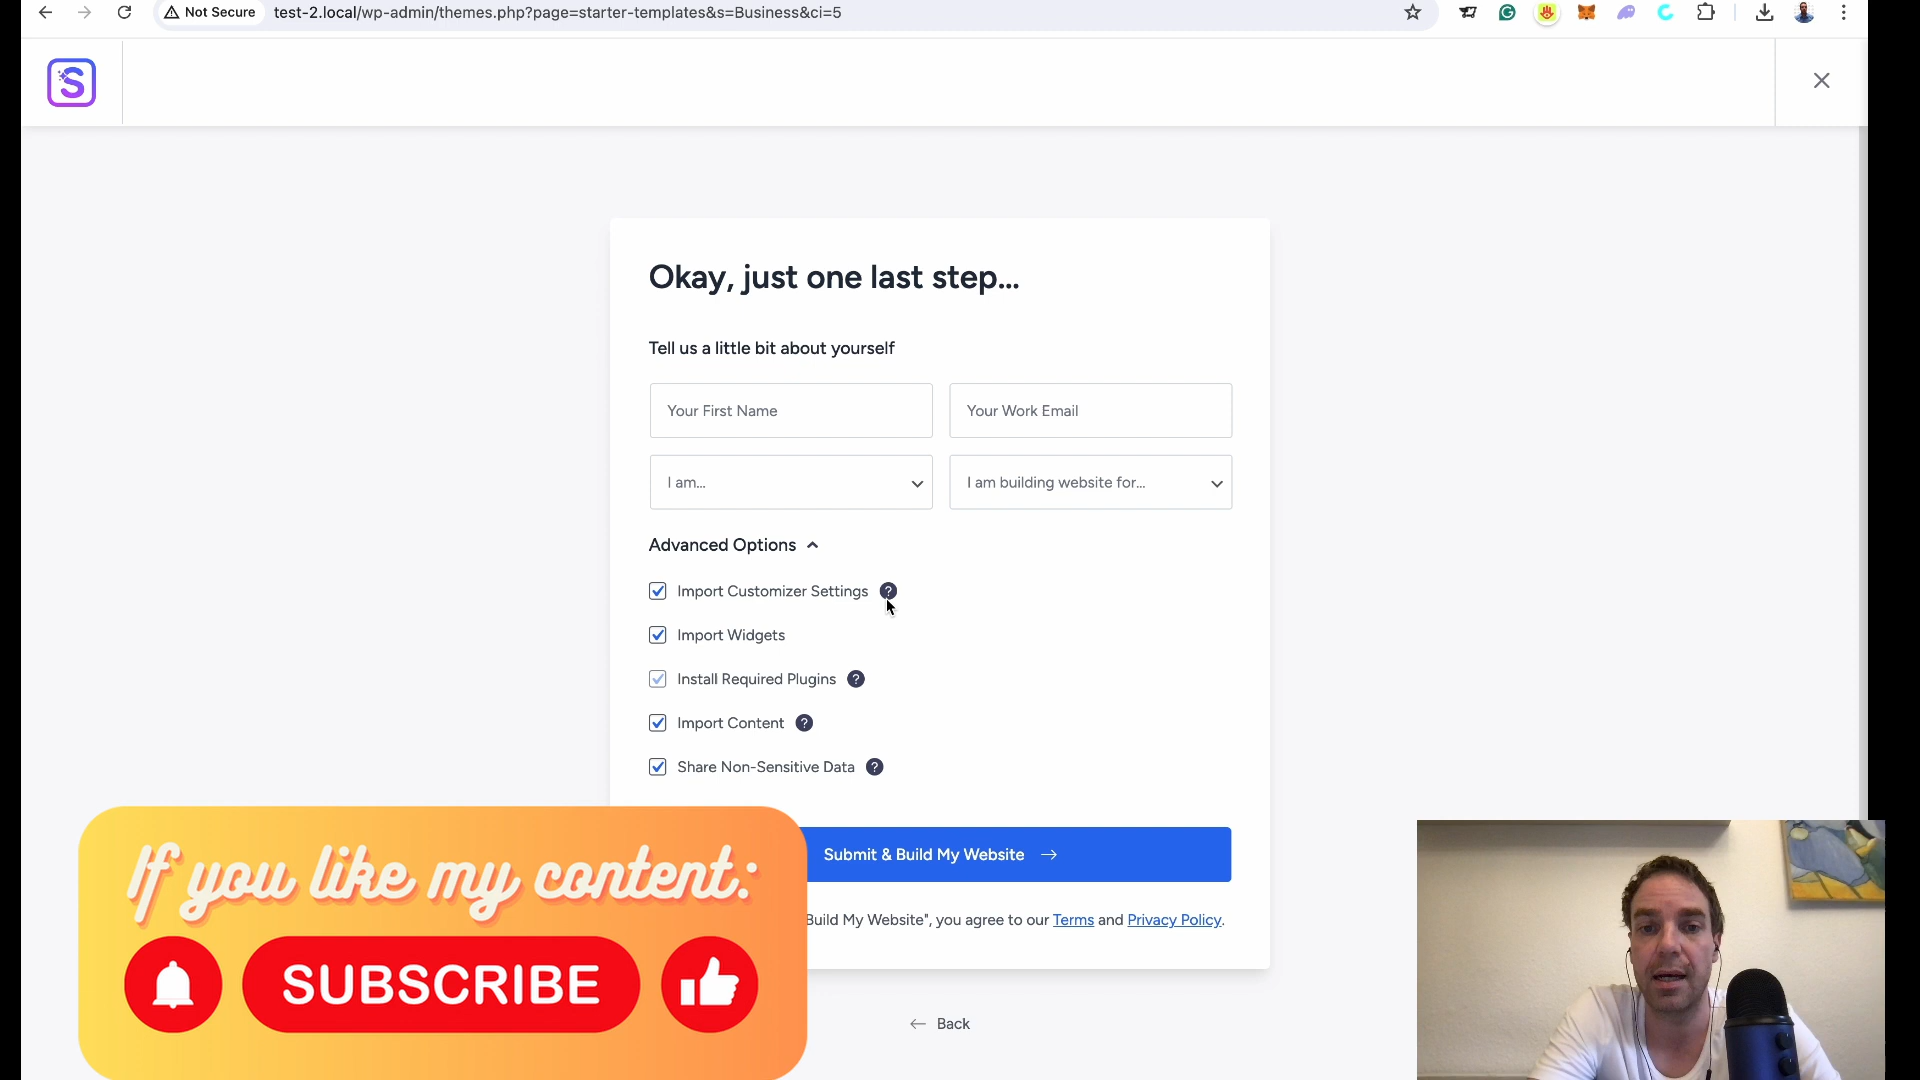 Not Secure
test-2.local/wp-admin/themes.php?page=starter-templates&s=Business&ci=5
S
Okay, just one last step...
Tell us a little bit about yourself
Your First Name
Your Work Email
I am...
I am building website for...
Advanced Options
Import Customizer Settings ?
Import Widgets
Install Required Plugins ?
Import Content ?
Share Non-Sensitive Data ?
Submit & Build My Website →
Build My Website", you agree to our Terms and Privacy Policy.
If you like my content:
SUBSCRIBE
← Back